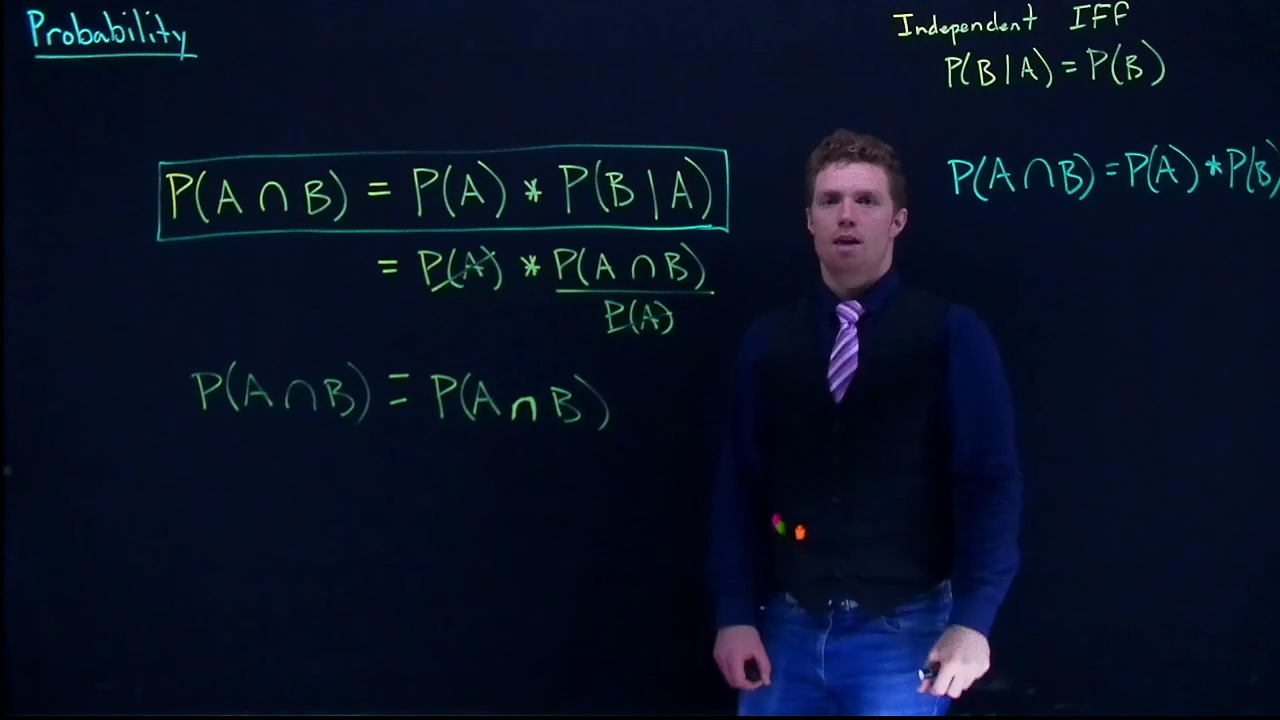 Probability
P(A ∩ B) = P(A) * P(B | A)
= P(A) * P(A ∩ B)
P(A)
P(A ∩ B) = P(A ∩ B)
Independent IFF
P(B | A) = P(B)
P(A ∩ B) = P(A) * P(B)